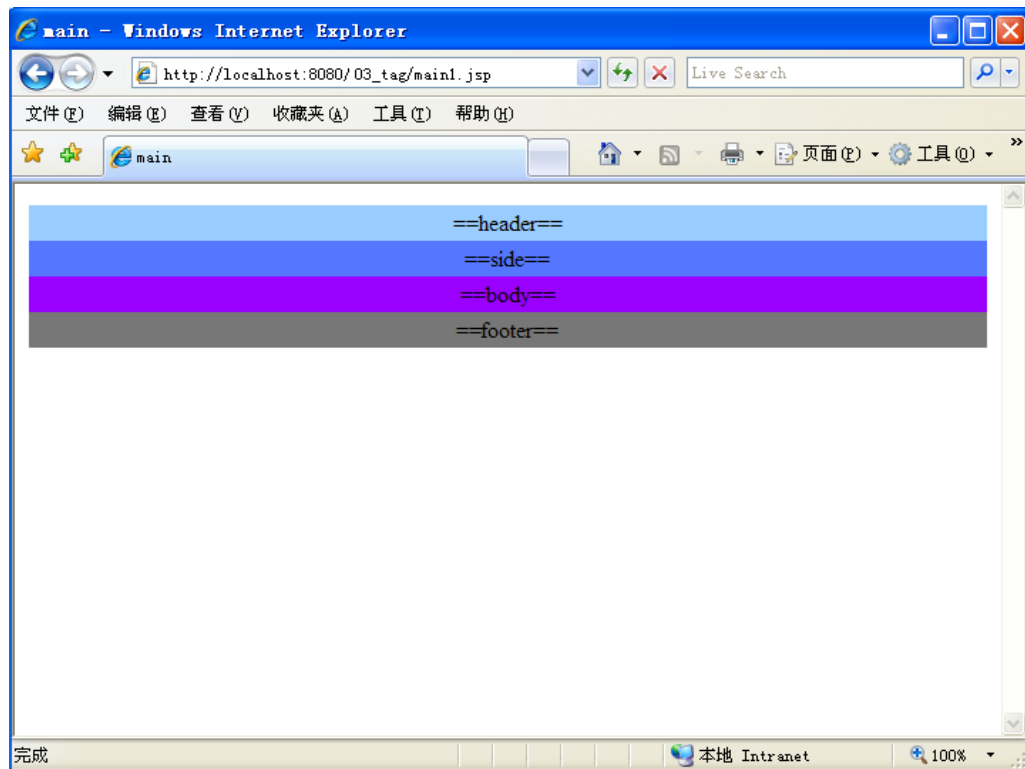 main - Windows Internet Explorer
http://localhost:8080/03_tag/main1.jsp
Live Search
文件(F) 编辑(E) 查看(V) 收藏夹(A) 工具(T) 帮助(H)
main
页面(P) 工具(O) »
==header==
==side==
==body==
==footer==
完成
本地 Intranet
100%